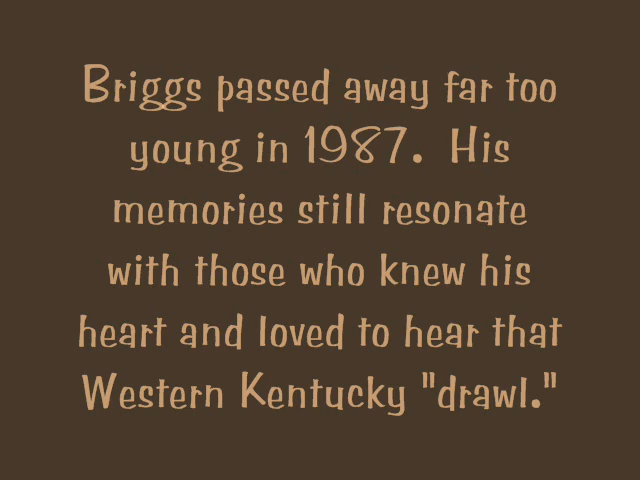 Briggs passed away far too
young in 1987.  His
memories still resonate
with those who knew his
heart and loved to hear that
Western Kentucky "drawl."